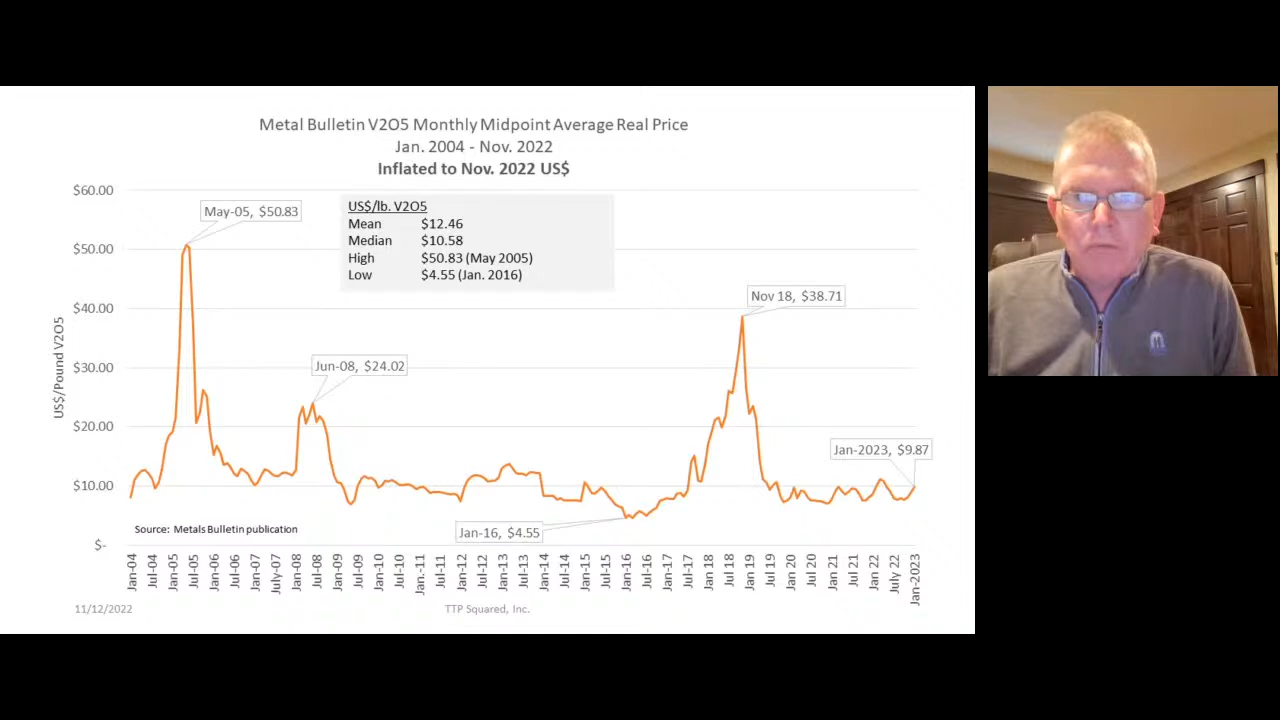 Metal Bulletin V2O5 Monthly Midpoint Average Real Price
Jan. 2004 - Nov. 2022
Inflated to Nov. 2022 US$
$60.00
$50.00
$40.00
$30.00
$20.00
$10.00
$-
US$/Pound V2O5
May-05, $50.83
US$/lb. V2O5
Mean $12.46
Median $10.58
High $50.83 (May 2005)
Low $4.55 (Jan. 2016)
Nov 18, $38.71
Jun-08, $24.02
Jan-2023, $9.87
Jan-16, $4.55
Source: Metals Bulletin publication
Jan-04
Jul-04
Jan-05
Jul-05
Jan-06
Jul-06
Jan-07
July-07
Jan-08
Jul-08
Jan-09
Jul-09
Jan-10
Jul-10
Jan.-11
Jul-11
Jan-12
Jul-12
Jan-13
Jul-13
Jan-14
Jul-14
Jan-15
Jul-15
Jan-16
Jul-16
Jan-17
Jul-17
Jan 18
Jul 18
Jan 19
Jul 19
Jan 20
Jul 20
Jan 21
Jul 21
Jan 22
July 22
Jan-2023
11/12/2022
TTP Squared, Inc.